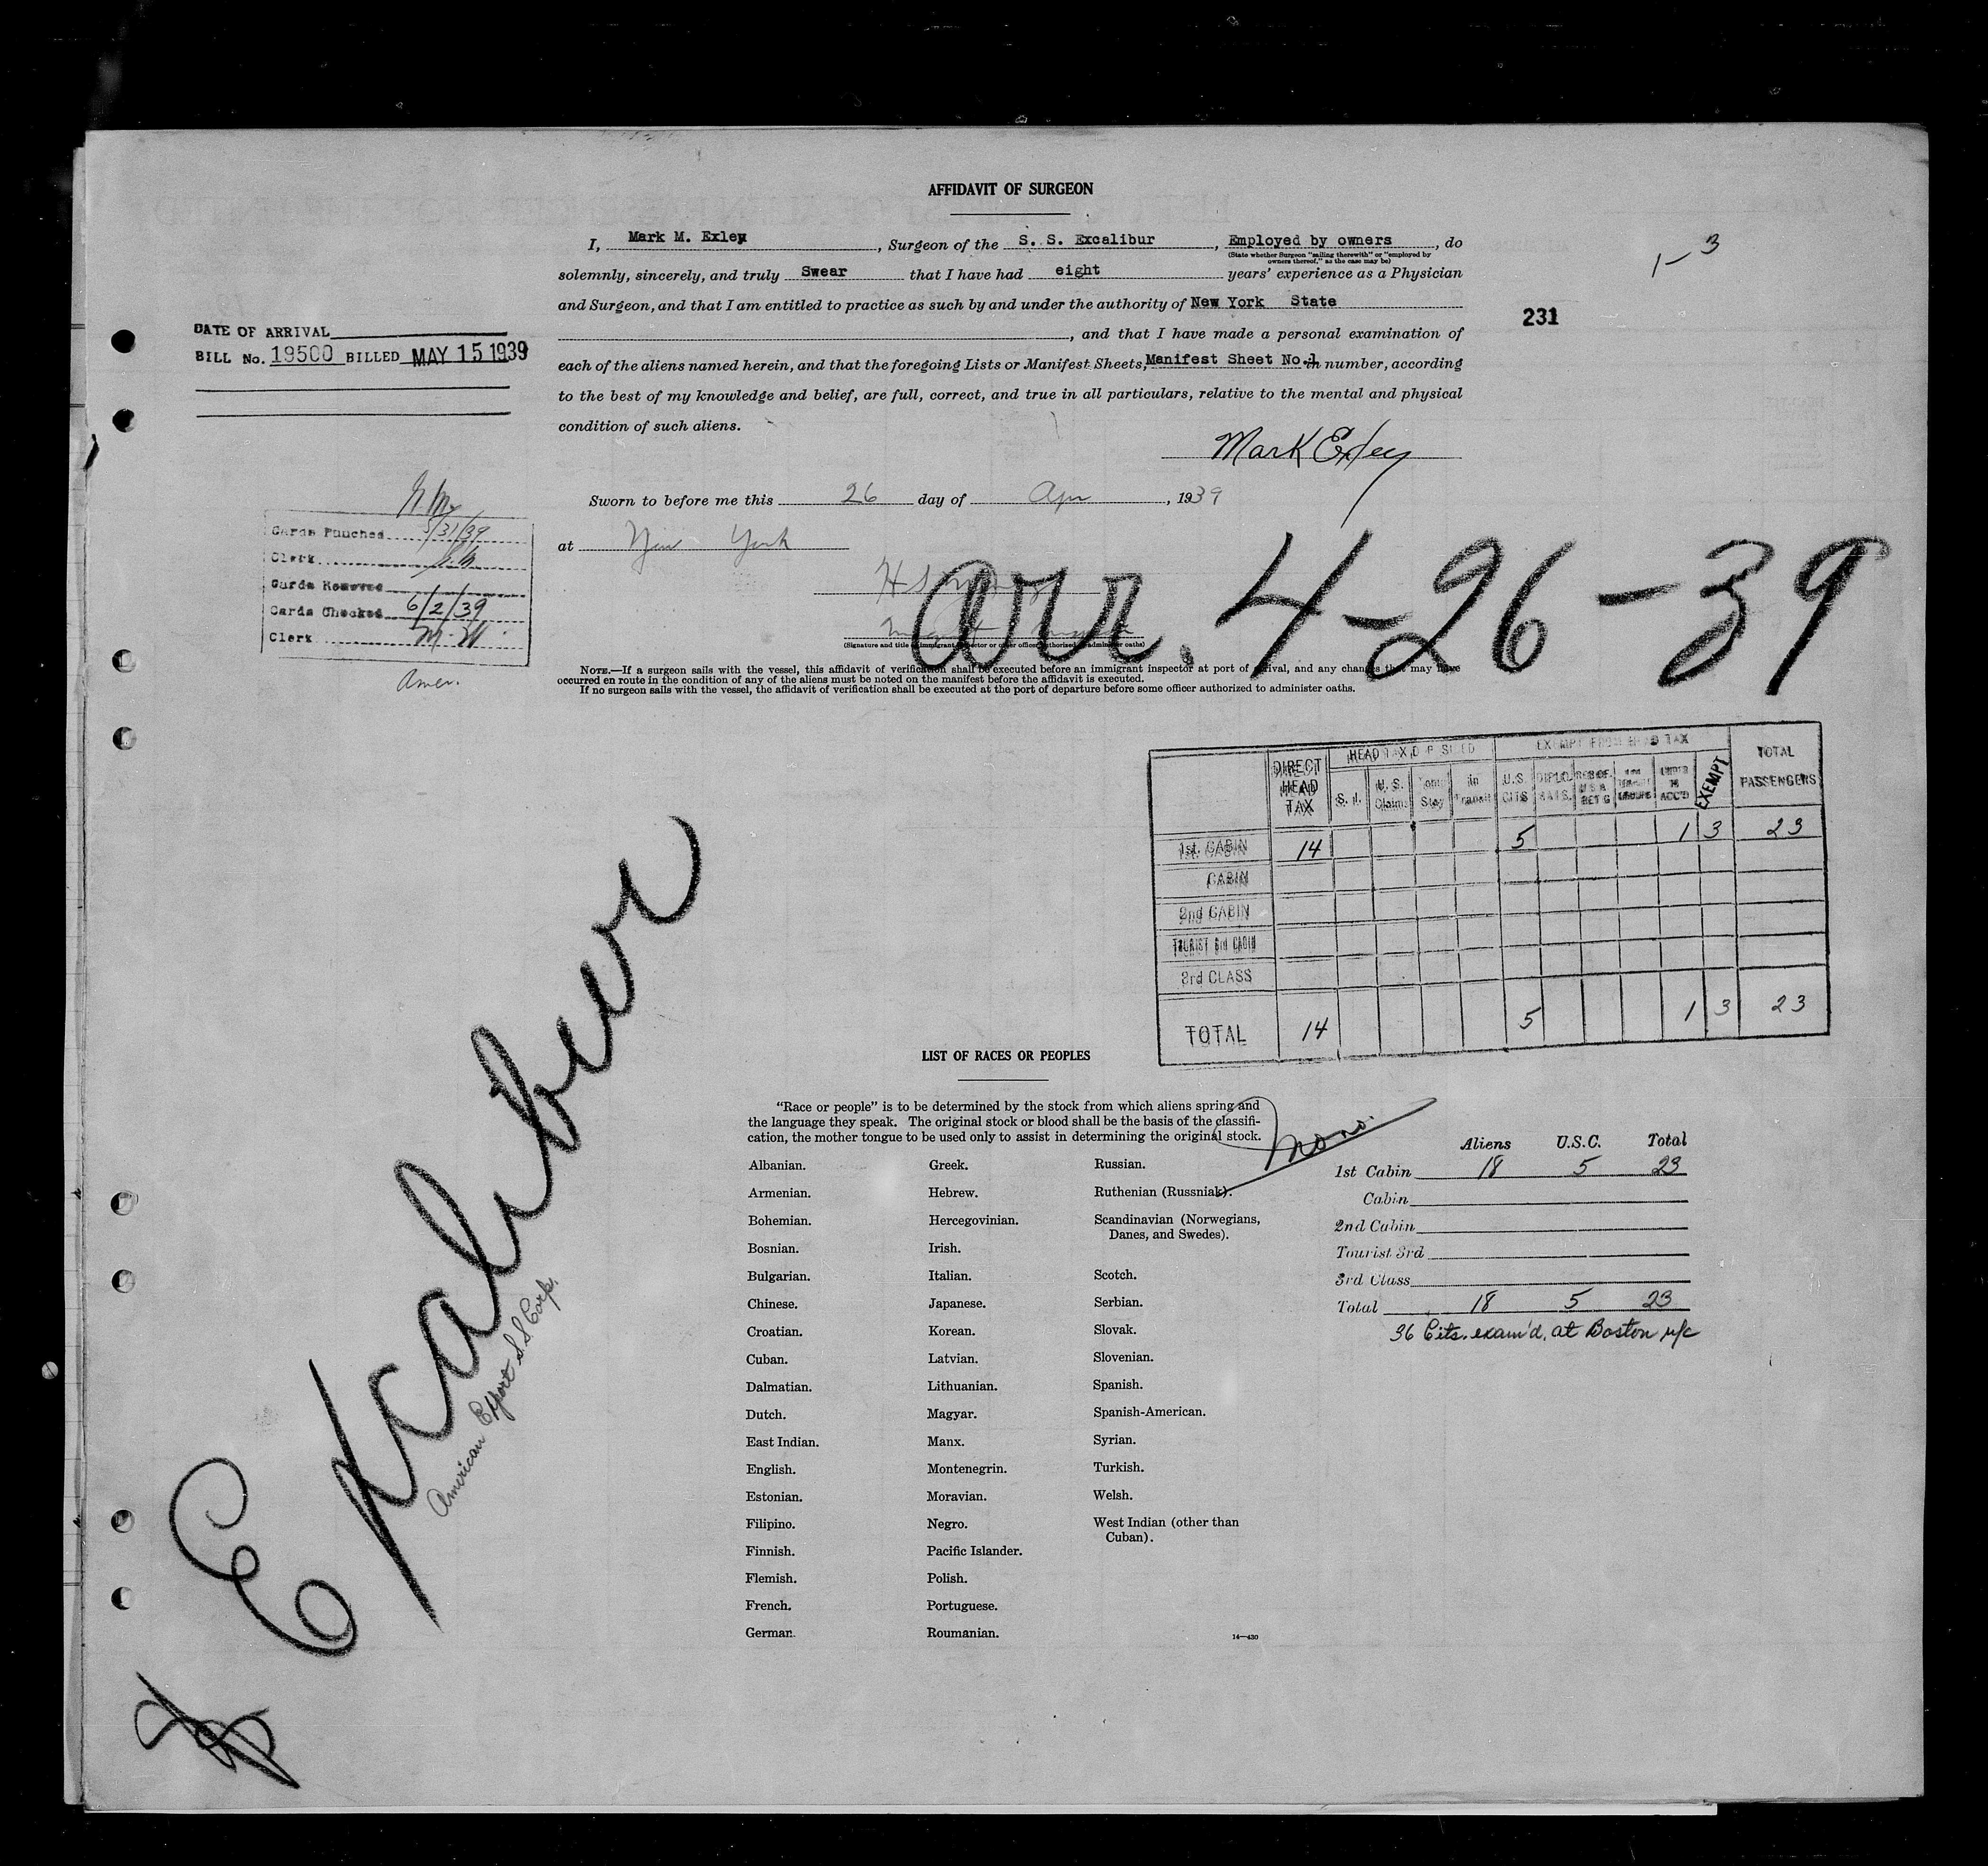 AFFIDAVIT OF SURGEON
I, Mark M. Exley, Surgeon of the S. S. Excalibur, Employed by owners, do
(State whether Surgeon "sailing therewith" or "employed by
owners thereof," as the case may be)
solemnly, sincerely, and truly Swear that I have had eight years' experience as a Physician
and Surgeon, and that I am entitled to practice as such by and under the authority of New York State
, and that I have made a personal examination of
each of the aliens named herein, and that the foregoing Lists or Manifest Sheets, Manifest Sheet No. 1 in number, according
to the best of my knowledge and belief, are full, correct, and true in all particulars, relative to the mental and physical
condition of such aliens.
1-3
231
DATE OF ARRIVAL
BILL No. 19500 BILLED MAY 15 1939
Mark Exley
Sworn to before me this 26 day of Apr, 1939
at New York
arr. 4-26-39
(Signature and title of immigrant inspector or other officer authorized to administer oaths)
Cards Punched 5/31/39
Clerk
Cards Removed
Cards Checked 6/2/39
Clerk M.H.
Amer.
NOTE.—If a surgeon sails with the vessel, this affidavit of verification shall be executed before an immigrant inspector at port of arrival, and any changes that may have
occurred en route in the condition of any of the aliens must be noted on the manifest before the affidavit is executed.
If no surgeon sails with the vessel, the affidavit of verification shall be executed at the port of departure before some officer authorized to administer oaths.
DIRECT HEAD TAX
EXEMPT FROM HEAD TAX
TOTAL PASSENGERS
S. I. U. S. Claims Stay In Transit U.S. CITS EXEMPT
1st. CABIN 14 5 1 3 23
CABIN
2nd CABIN
TOURIST 3rd CABIN
3rd CLASS
TOTAL 14 5 1 3 23
Excalibur
American Export S.S. Corp.
LIST OF RACES OR PEOPLES
"Race or people" is to be determined by the stock from which aliens spring and
the language they speak. The original stock or blood shall be the basis of the classifi-
cation, the mother tongue to be used only to assist in determining the original stock.
Albanian.
Armenian.
Bohemian.
Bosnian.
Bulgarian.
Chinese.
Croatian.
Cuban.
Dalmatian.
Dutch.
East Indian.
English.
Estonian.
Filipino.
Finnish.
Flemish.
French.
German.
Greek.
Hebrew.
Hercegovinian.
Irish.
Italian.
Japanese.
Korean.
Latvian.
Lithuanian.
Magyar.
Manx.
Montenegrin.
Moravian.
Negro.
Pacific Islander.
Polish.
Portuguese.
Roumanian.
Russian.
Ruthenian (Russniak).
Scandinavian (Norwegians,
Danes, and Swedes).
Scotch.
Serbian.
Slovak.
Slovenian.
Spanish.
Spanish-American.
Syrian.
Turkish.
Welsh.
West Indian (other than
Cuban).
14—430
Aliens U.S.C. Total
1st Cabin 18 5 23
Cabin
2nd Cabin
Tourist 3rd
3rd Class
Total 18 5 23
36 Cits. exam'd. at Boston